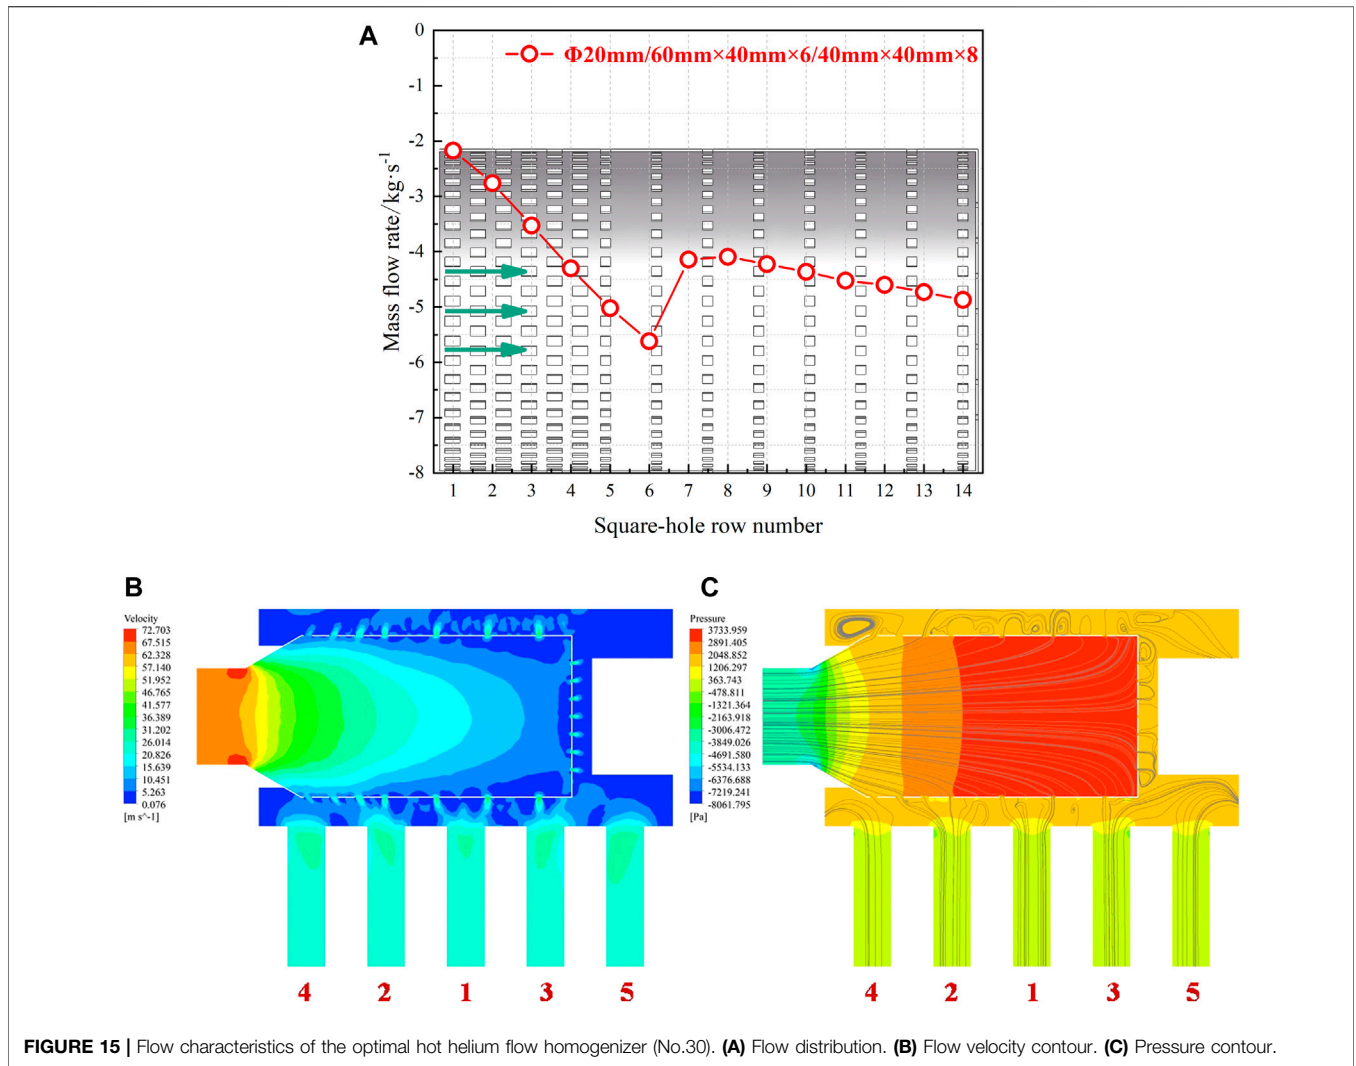 A
0
-1
-2
-3
-4
-5
-6
-7
-8
Mass flow rate/kg·s⁻¹
Φ20mm/60mm×40mm×6/40mm×40mm×8
1 2 3 4 5 6 7 8 9 10 11 12 13 14
Square-hole row number
B
Velocity
72.703
67.515
62.328
57.140
51.952
46.765
41.577
36.389
31.202
26.014
20.826
15.639
10.451
5.263
0.076
[m s^-1]
4 2 1 3 5
C
Pressure
3733.959
2891.405
2048.852
1206.297
363.743
-478.811
-1321.364
-2163.918
-3006.472
-3849.026
-4691.580
-5534.133
-6376.688
-7219.241
-8061.795
[Pa]
4 2 1 3 5
FIGURE 15 | Flow characteristics of the optimal hot helium flow homogenizer (No.30). (A) Flow distribution. (B) Flow velocity contour. (C) Pressure contour.